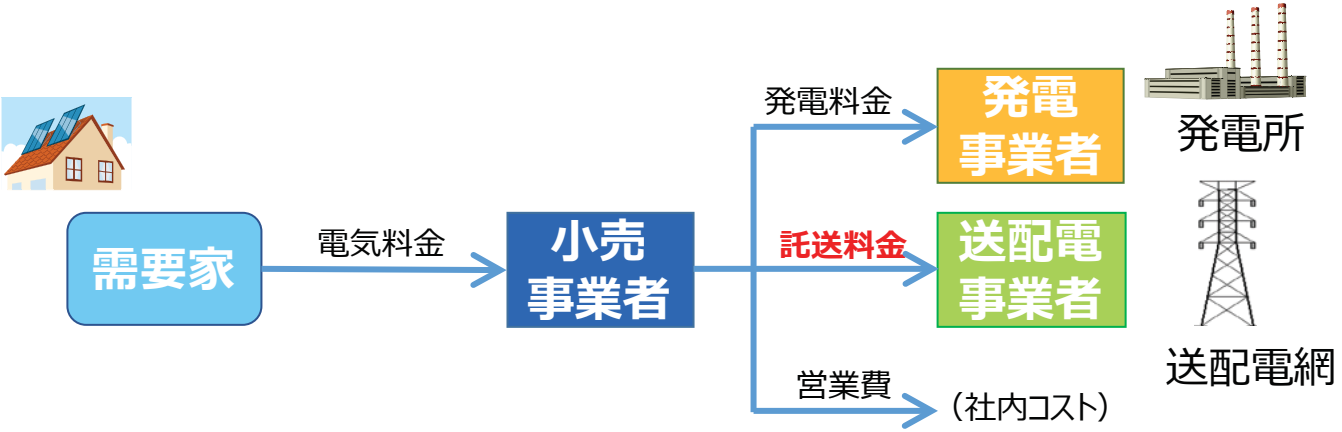 需要家
電気料金
小売
事業者
発電料金
発電
事業者
発電所
託送料金
送配電
事業者
送配電網
営業費
（社内コスト）